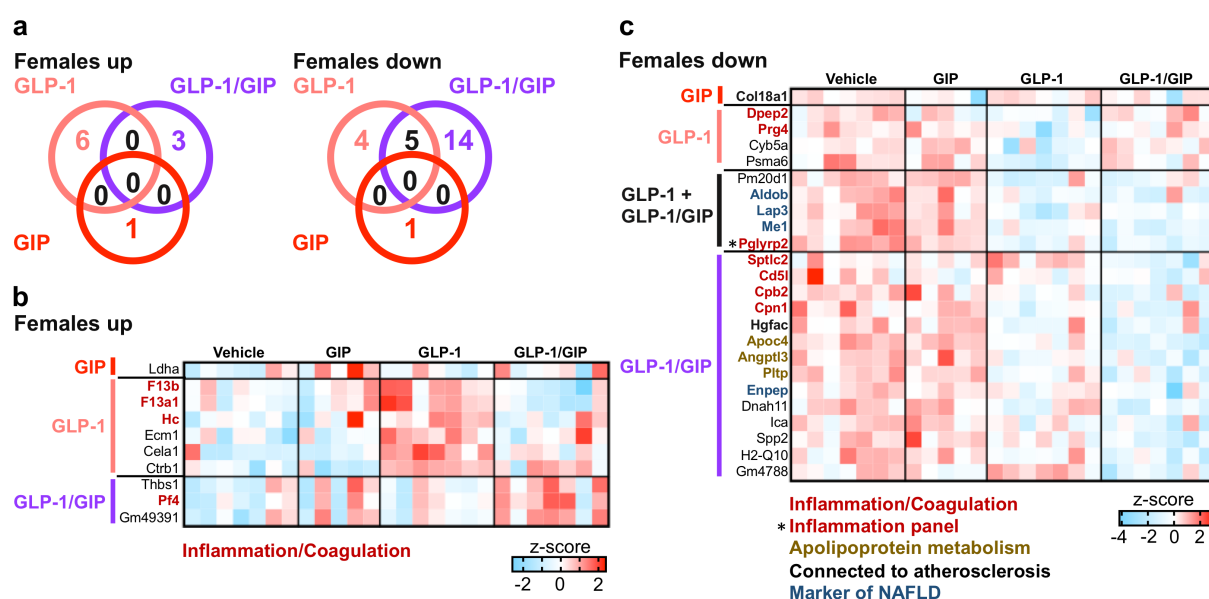 a
Females up
GLP-1
GLP-1/GIP
6
0
3
0
0
0
1
GIP
Females down
GLP-1
GLP-1/GIP
4
5
14
0
0
0
1
GIP
b
Females up
Vehicle GIP GLP-1 GLP-1/GIP
GIP
Ldha
GLP-1
F13b
F13a1
Hc
Ecm1
Cela1
Ctrb1
GLP-1/GIP
Thbs1
Pf4
Gm49391
Inflammation/Coagulation
z-score
-2 0 2
c
Females down
Vehicle GIP GLP-1 GLP-1/GIP
GIP
Col18a1
GLP-1
Dpep2
Prg4
Cyb5a
Psma6
GLP-1 +
GLP-1/GIP
Pm20d1
Aldob
Lap3
Me1
*Pglyrp2
GLP-1/GIP
Sptlc2
Cd5l
Cpb2
Cpn1
Hgfac
Apoc4
Angptl3
Pltp
Enpep
Dnah11
Ica
Spp2
H2-Q10
Gm4788
Inflammation/Coagulation
*Inflammation panel
Apolipoprotein metabolism
Connected to atherosclerosis
Marker of NAFLD
z-score
-4 -2 0 2